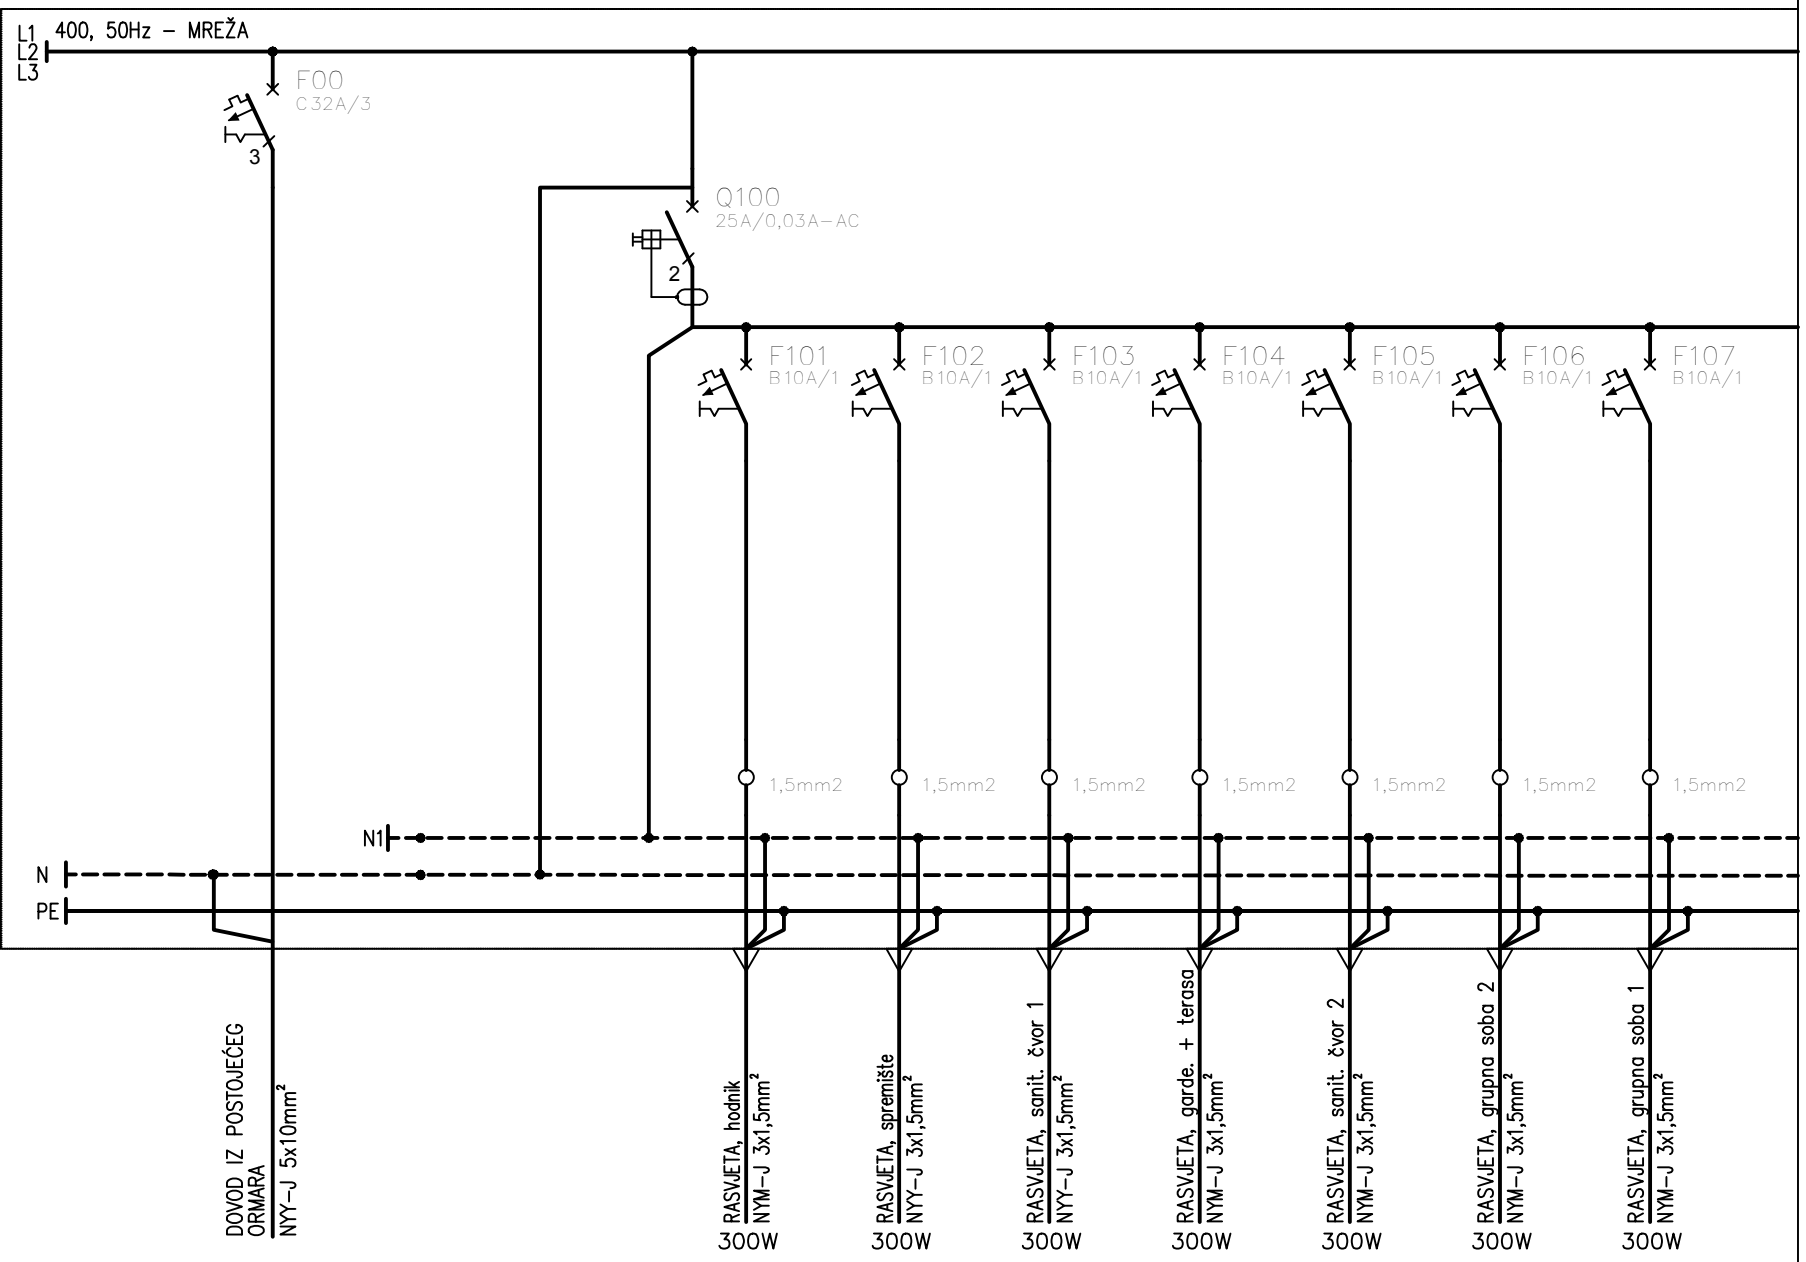 L1
400, 50Hz – MREŽA
L2
L3
F00
C32A/3
3
Q100
25A/0,03A–AC
2
F101
B10A/1
F102
B10A/1
F103
B10A/1
F104
B10A/1
F105
B10A/1
F106
B10A/1
F107
B10A/1
1,5mm2
1,5mm2
1,5mm2
1,5mm2
1,5mm2
1,5mm2
1,5mm2
N1
N
PE
DOVOD IZ POSTOJEĆEG
ORMARA
NYY–J 5x10mm²
RASVJETA, hodnik
NYM–J 3x1,5mm²
300W
RASVJETA, spremište
NYY–J 3x1,5mm²
300W
RASVJETA, sanit. čvor 1
NYY–J 3x1,5mm²
300W
RASVJETA, garde. + terasa
NYM–J 3x1,5mm²
300W
RASVJETA, sanit. čvor 2
NYM–J 3x1,5mm²
300W
RASVJETA, grupna soba 2
NYM–J 3x1,5mm²
300W
RASVJETA, grupna soba 1
NYM–J 3x1,5mm²
300W